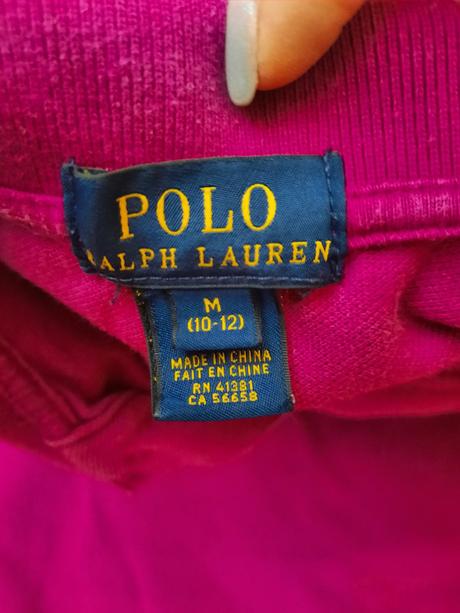 POLO
RALPH LAUREN
M
(10-12)
MADE IN CHINA
FAIT EN CHINE
RN 41381
CA 56658